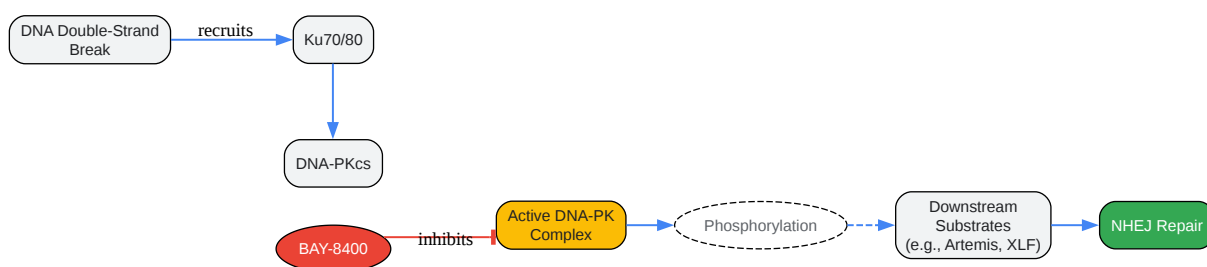 DNA Double-Strand
Break
recruits
Ku70/80
DNA-PKcs
BAY-8400
inhibits
Active DNA-PK
Complex
Phosphorylation
Downstream
Substrates
(e.g., Artemis, XLF)
NHEJ Repair